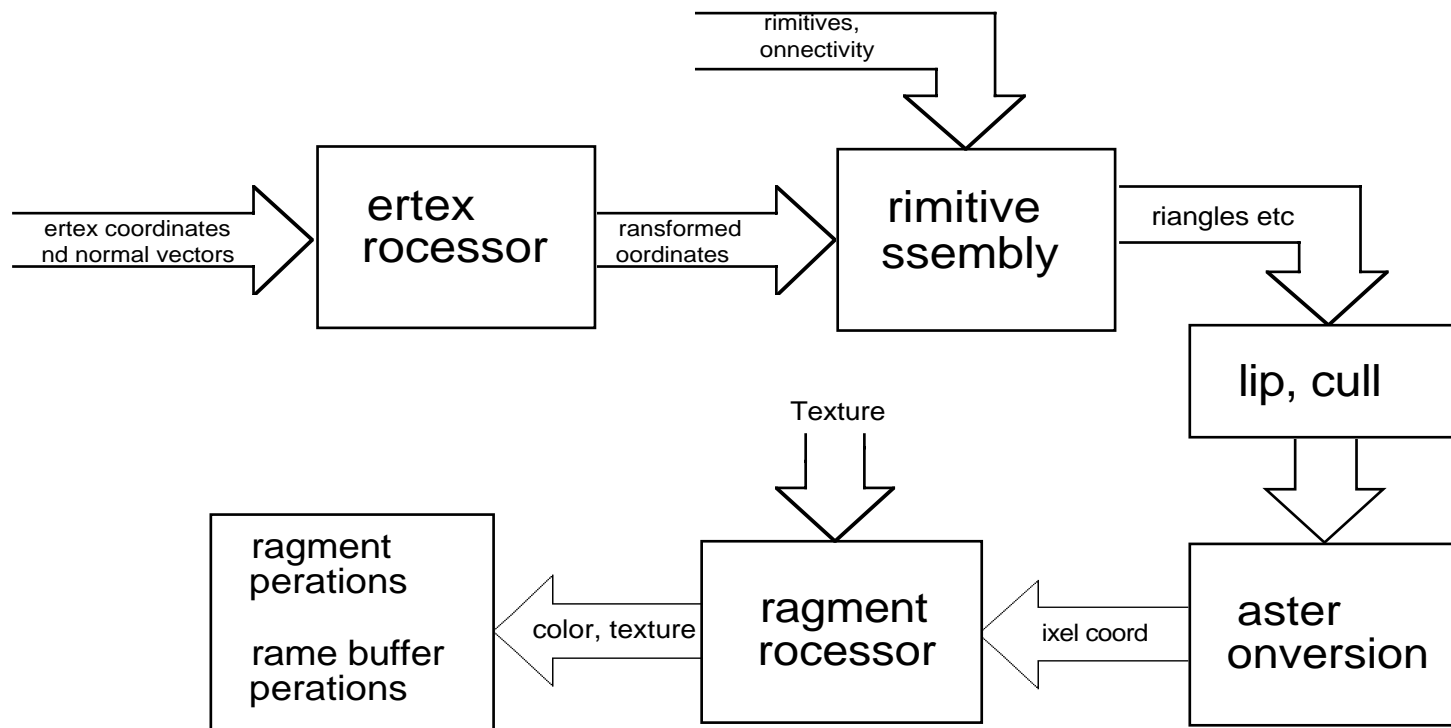 rimitives,
onnectivity
ertex coordinates
nd normal vectors
ertex
rocessor
ransformed
oordinates
rimitive
ssembly
riangles etc
lip, cull
Texture
aster
onversion
ixel coord
ragment
rocessor
color, texture
ragment
perations
rame buffer
perations